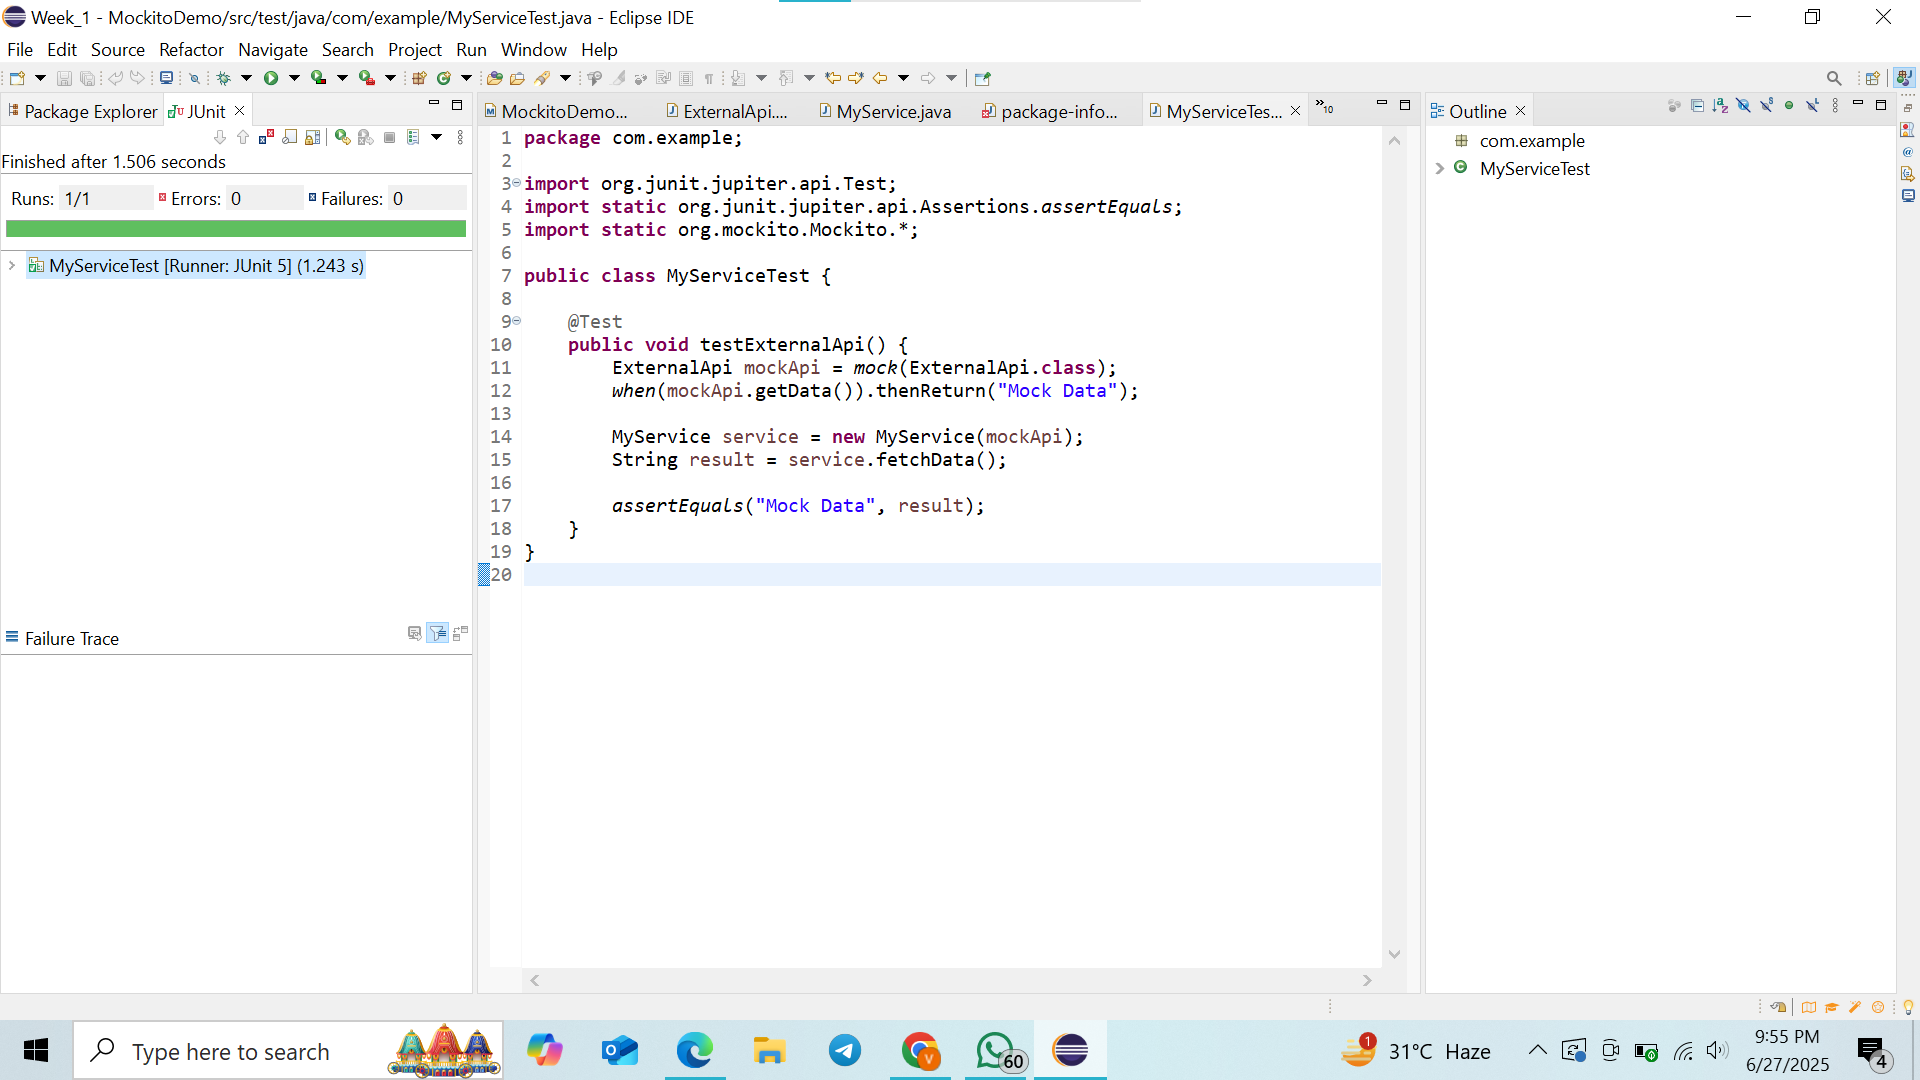 Week_1 - MockitoDemo/src/test/java/com/example/MyServiceTest.java - Eclipse IDE
File Edit Source Refactor Navigate Search Project Run Window Help
Package Explorer JUnit
Finished after 1.506 seconds
Runs: 1/1 Errors: 0 Failures: 0
MyServiceTest [Runner: JUnit 5] (1.243 s)
Failure Trace
MockitoDemo... ExternalApi.... MyService.java package-info... MyServiceTes... »10
1 package com.example;
2
3 import org.junit.jupiter.api.Test;
4 import static org.junit.jupiter.api.Assertions.assertEquals;
5 import static org.mockito.Mockito.*;
6
7 public class MyServiceTest {
8
9 @Test
10 public void testExternalApi() {
11 ExternalApi mockApi = mock(ExternalApi.class);
12 when(mockApi.getData()).thenReturn("Mock Data");
13
14 MyService service = new MyService(mockApi);
15 String result = service.fetchData();
16
17 assertEquals("Mock Data", result);
18 }
19 }
20
Outline
com.example
MyServiceTest
Type here to search
60
1
31°C Haze
9:55 PM
6/27/2025
4